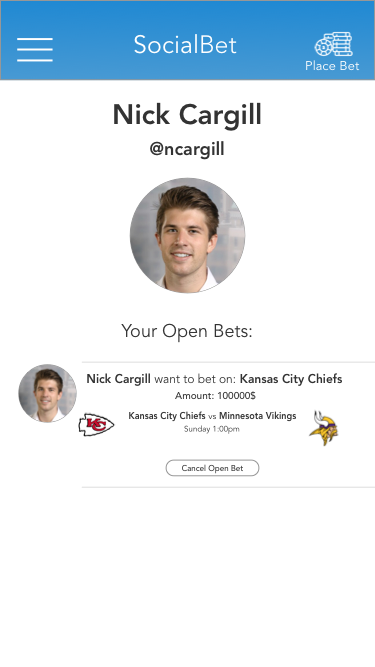 SocialBet
Place Bet
Nick Cargill
@ncargill
Your Open Bets:
Nick Cargill want to bet on: Kansas City Chiefs
Amount: 100000$
Kansas City Chiefs vs Minnesota Vikings
Sunday 1:00pm
KC
Cancel Open Bet